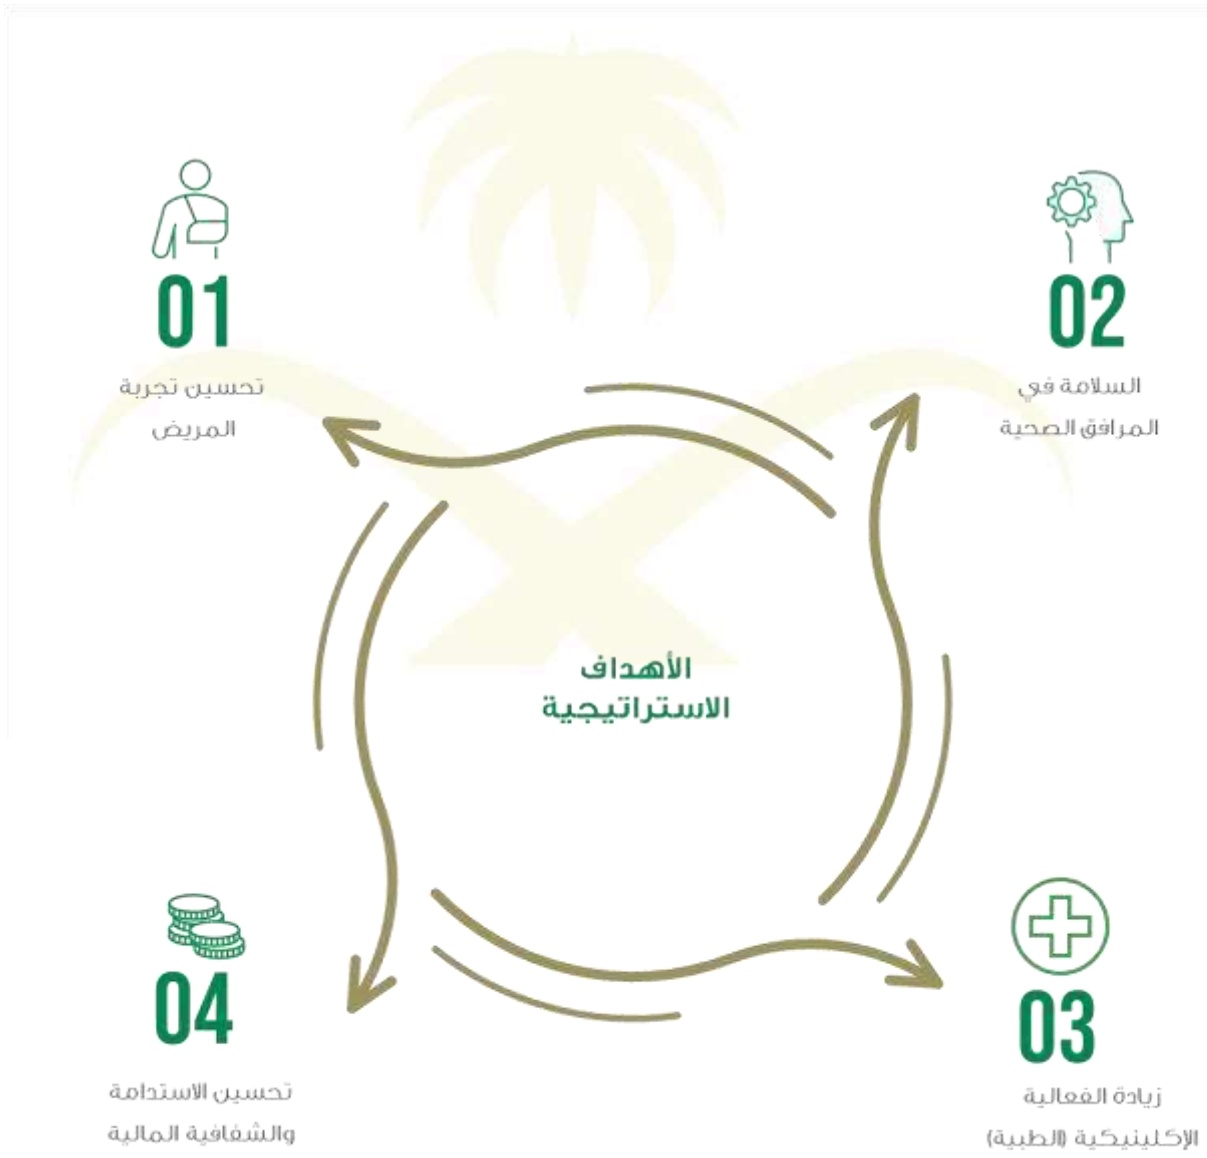 01
تحسين تجربة
المريض
02
السلامة في
المرافق الصحية
الأهداف
الاستراتيجية
03
زيادة الفعالية
الإكلينيكية (الطبية)
04
تحسين الاستدامة
والشفافية المالية